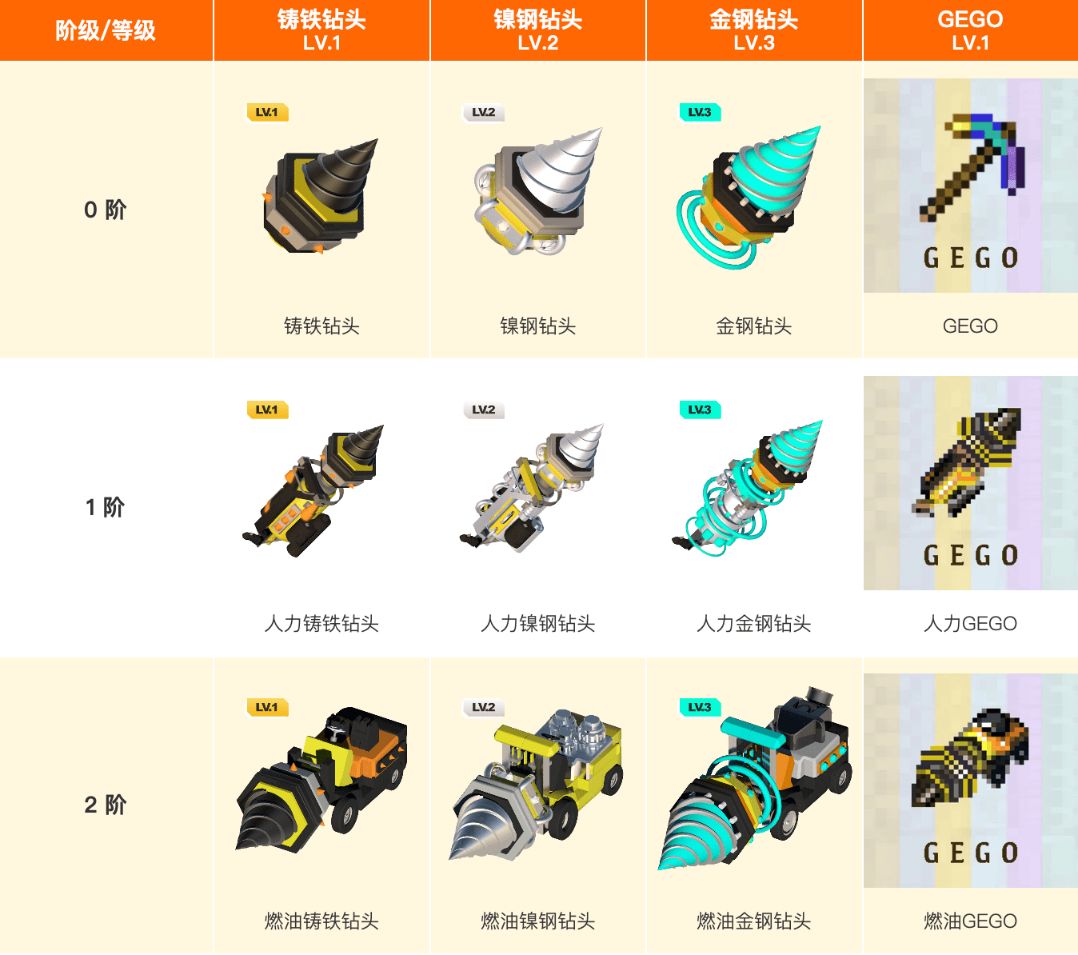 阶级/等级
铸铁钻头
LV.1
镍钢钻头
LV.2
金钢钻头
LV.3
GEGO
LV.1
0 阶
LV.1
LV.2
LV.3
GEGO
铸铁钻头
镍钢钻头
金钢钻头
GEGO
1 阶
LV.1
LV.2
LV.3
GEGO
人力铸铁钻头
人力镍钢钻头
人力金钢钻头
人力GEGO
2 阶
LV.1
LV.2
LV.3
GEGO
燃油铸铁钻头
燃油镍钢钻头
燃油金钢钻头
燃油GEGO